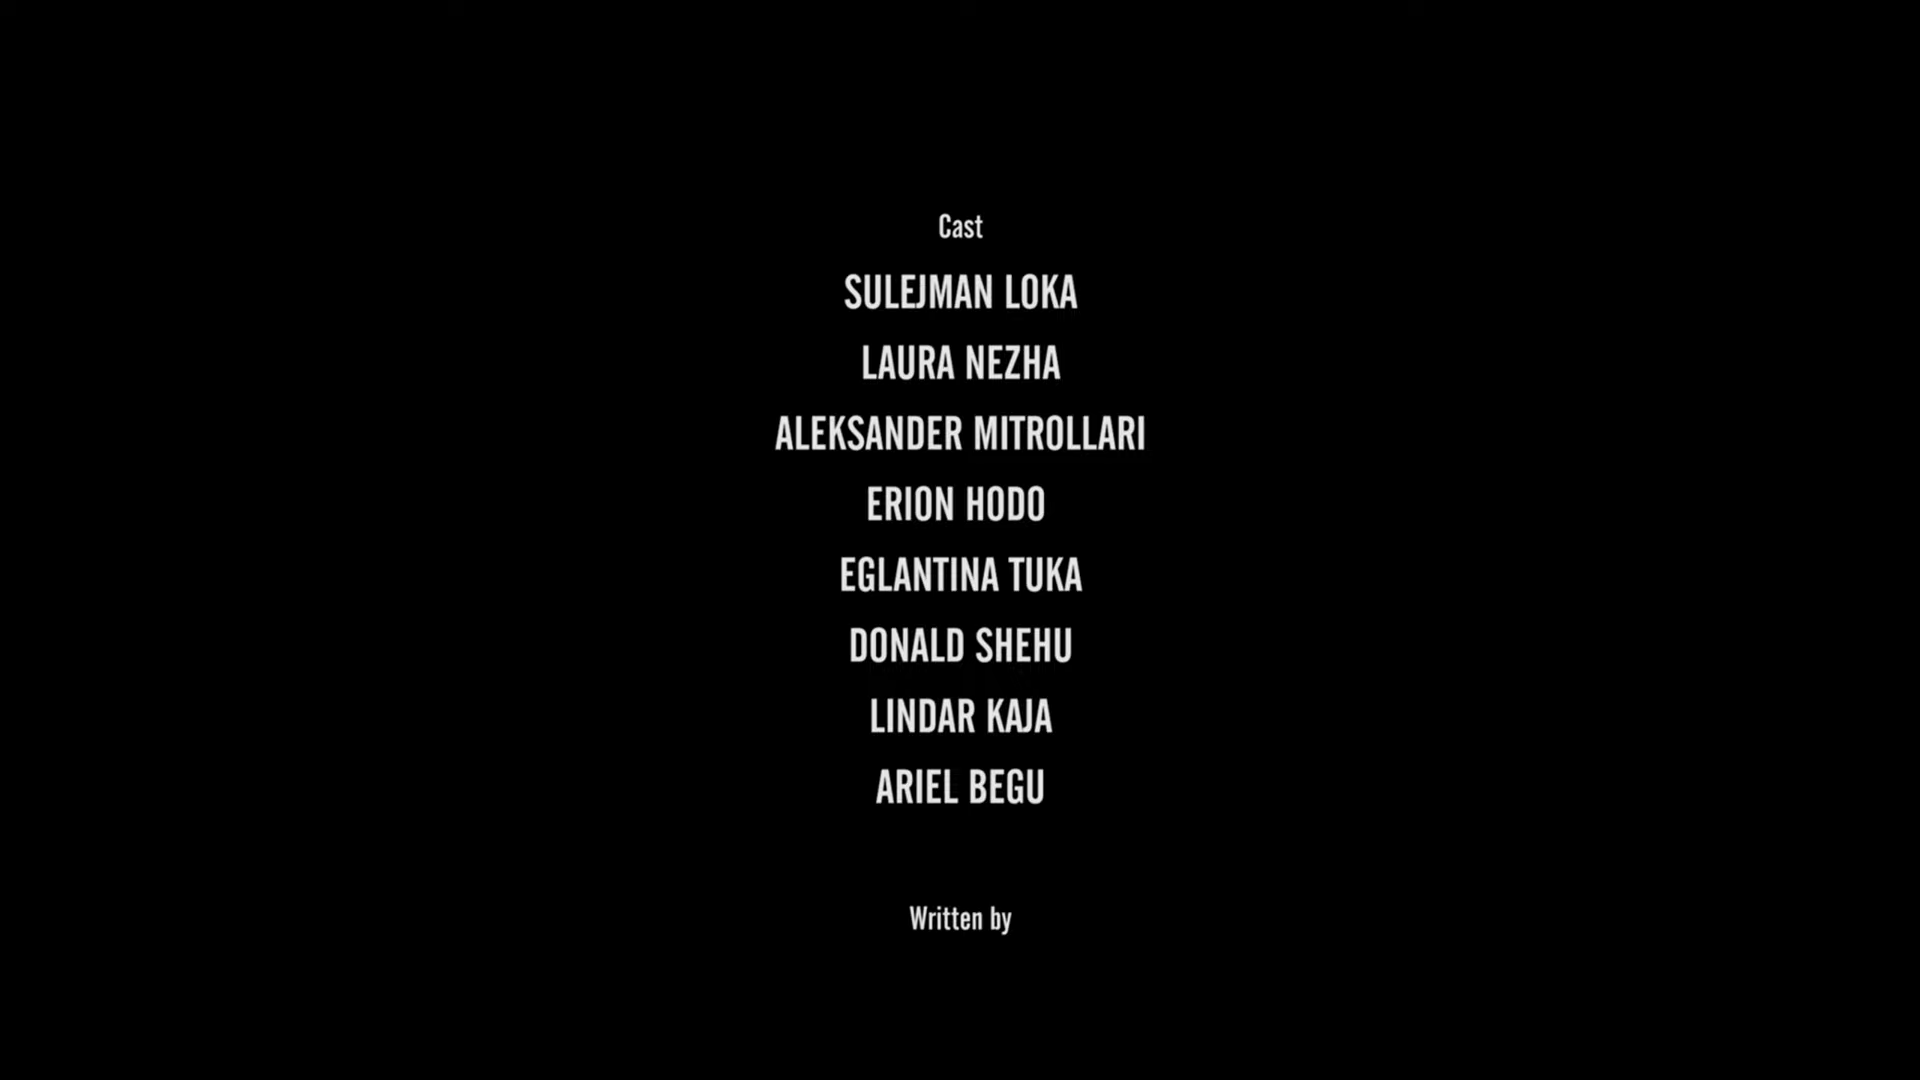 Cast
SULEJMAN LOKA
LAURA NEZHA
ALEKSANDER MITROLLARI
ERION HODO
EGLANTINA TUKA
DONALD SHEHU
LINDAR KAJA
ARIEL BEGU
Written by